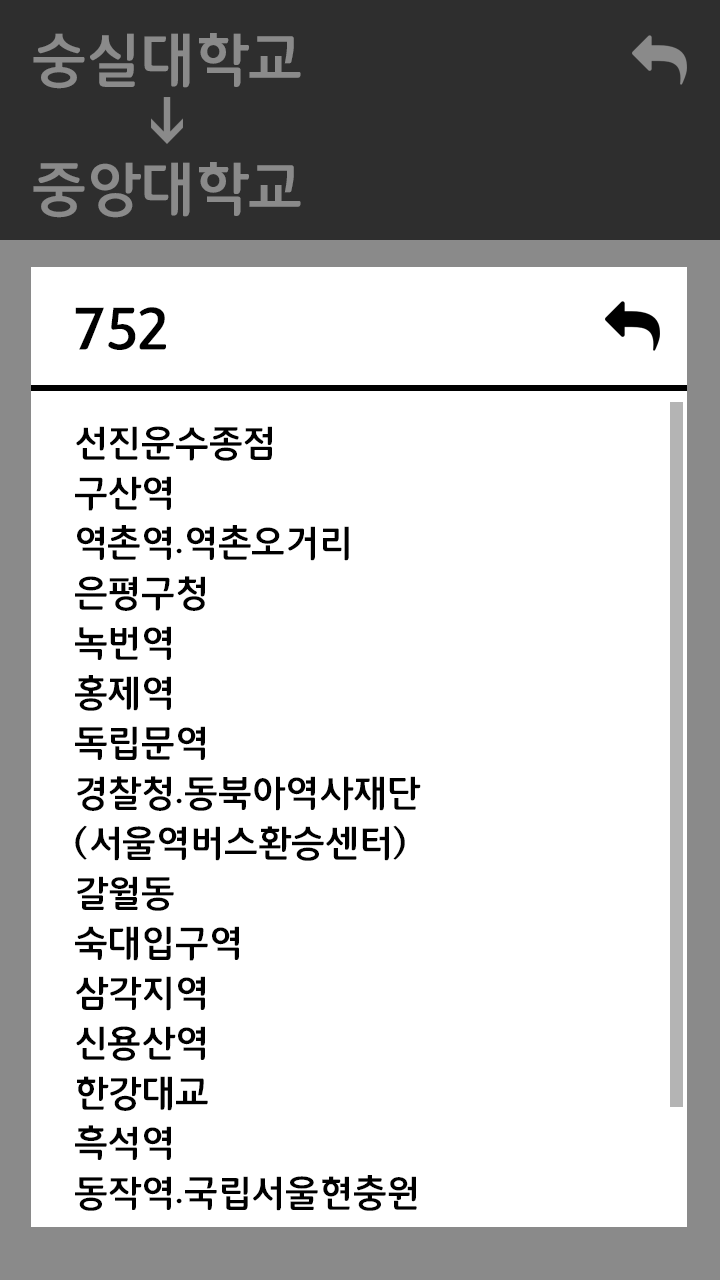 숭실대학교
↓
중앙대학교
752
선진운수종점
구산역
역촌역.역촌오거리
은평구청
녹번역
홍제역
독립문역
경찰청.동북아역사재단
(서울역버스환승센터)
갈월동
숙대입구역
삼각지역
신용산역
한강대교
흑석역
동작역.국립서울현충원